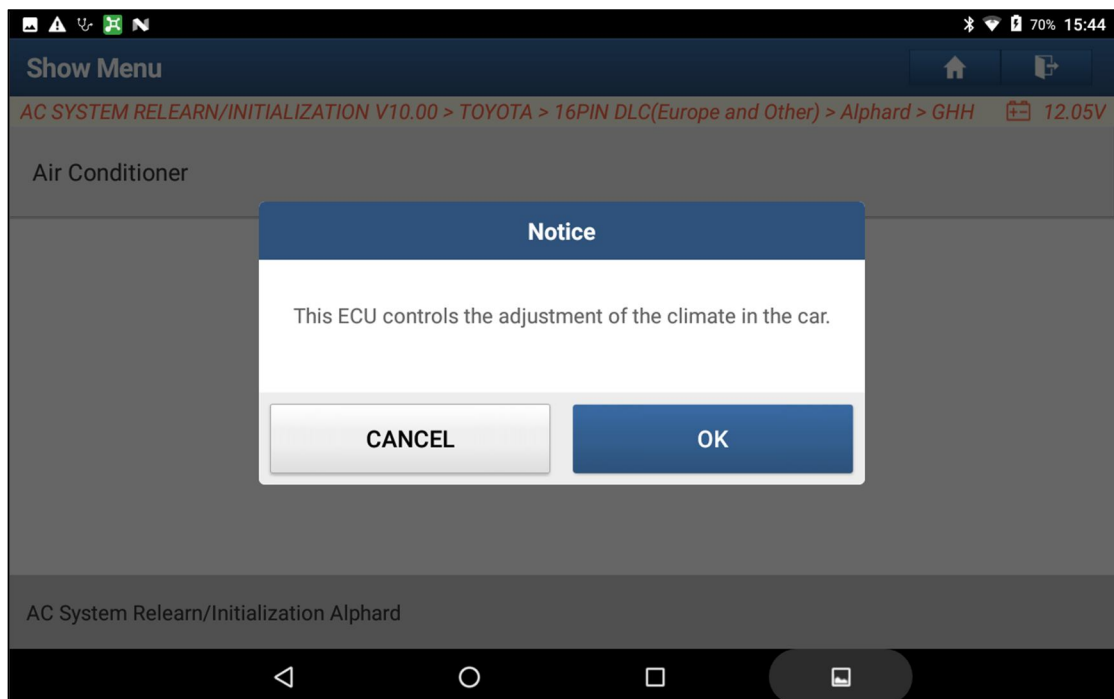 70% 15:44
Show Menu
AC SYSTEM RELEARN/INITIALIZATION V10.00 > TOYOTA > 16PIN DLC(Europe and Other) > Alphard > GHH 12.05V
Air Conditioner
Notice
This ECU controls the adjustment of the climate in the car.
CANCEL OK
AC System Relearn/Initialization Alphard